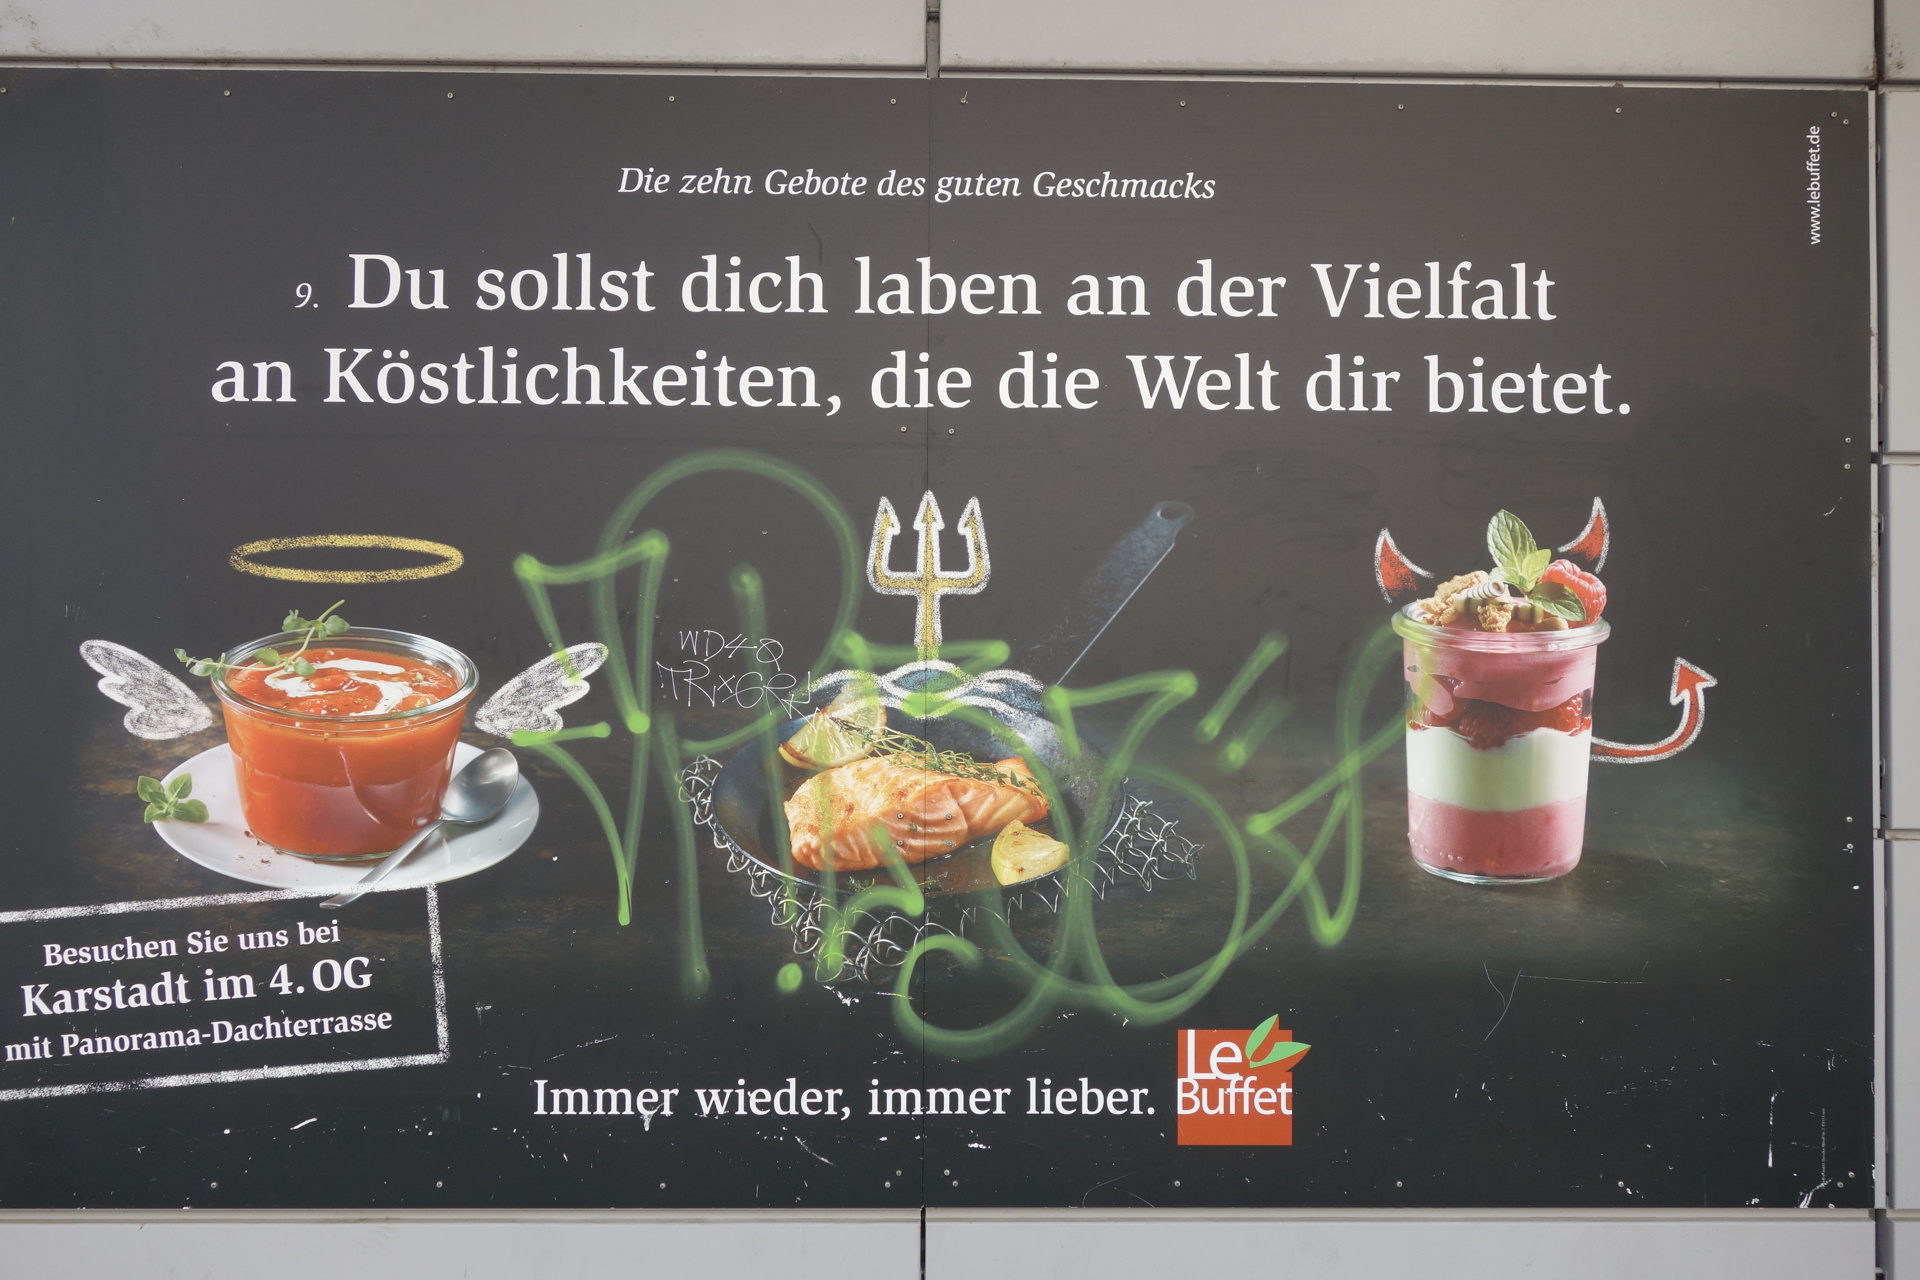 Die zehn Gebote des guten Geschmacks
9. Du sollst dich laben an der Vielfalt
an Köstlichkeiten, die die Welt dir bietet.
www.lebuffet.de
WD40
Besuchen Sie uns bei
Karstadt im 4. OG
mit Panorama-Dachterrasse
Immer wieder, immer lieber.
Le
Buffet